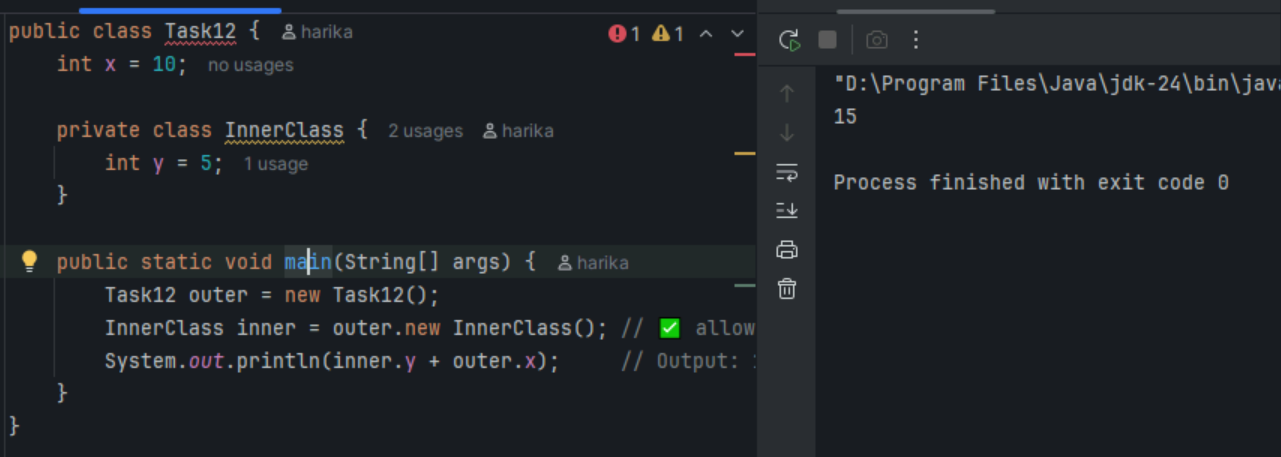 public class Task12 { harika 1 1
int x = 10; no usages
private class InnerClass { 2 usages harika
int y = 5; 1 usage
}
public static void main(String[] args) { harika
Task12 outer = new Task12();
InnerClass inner = outer.new InnerClass(); // ✅ allow
System.out.println(inner.y + outer.x); // Output:
}
}
"D:\Program Files\Java\jdk-24\bin\java
15
Process finished with exit code 0